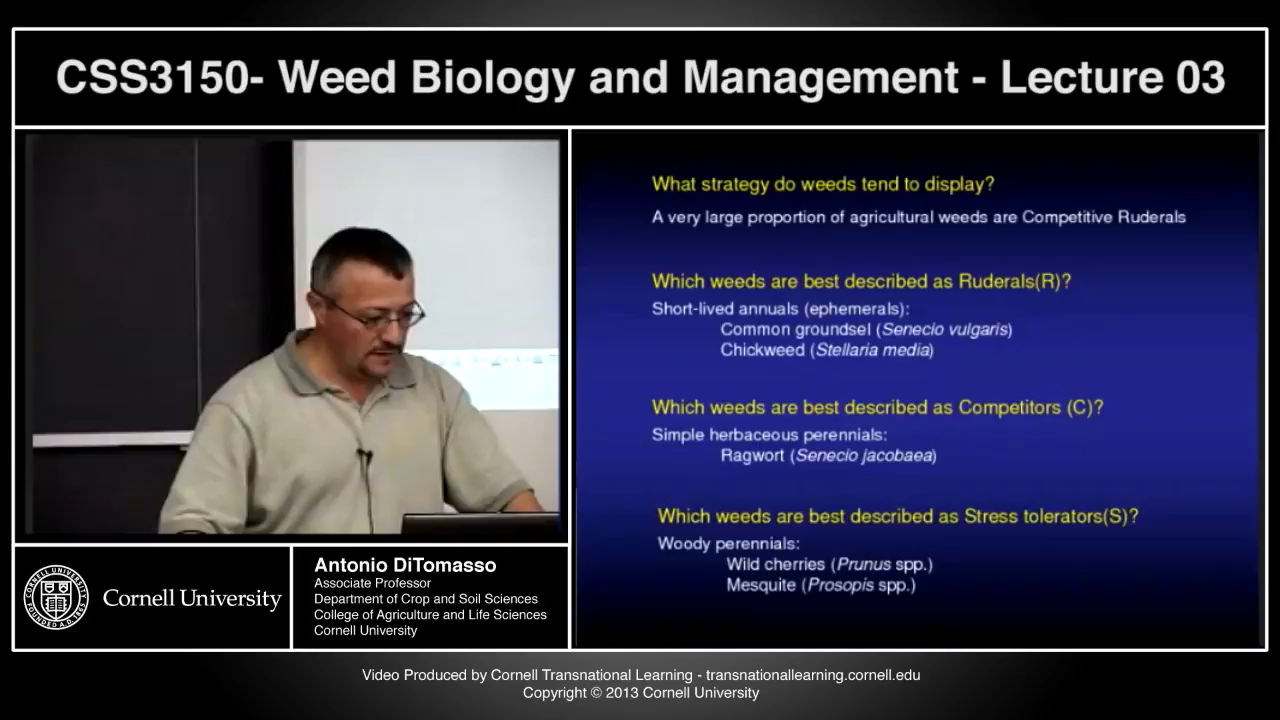 CSS3150- Weed Biology and Management - Lecture 03
What strategy do weeds tend to display?
A very large proportion of agricultural weeds are Competitive Ruderals
Which weeds are best described as Ruderals(R)?
Short-lived annuals (ephemerals):
Common groundsel (Senecio vulgaris)
Chickweed (Stellaria media)
Which weeds are best described as Competitors (C)?
Simple herbaceous perennials:
Ragwort (Senecio jacobaea)
Which weeds are best described as Stress tolerators(S)?
Woody perennials:
Wild cherries (Prunus spp.)
Mesquite (Prosopis spp.)
Cornell University
Antonio DiTomasso
Associate Professor
Department of Crop and Soil Sciences
College of Agriculture and Life Sciences
Cornell University
Video Produced by Cornell Transnational Learning - transnationallearning.cornell.edu
Copyright © 2013 Cornell University